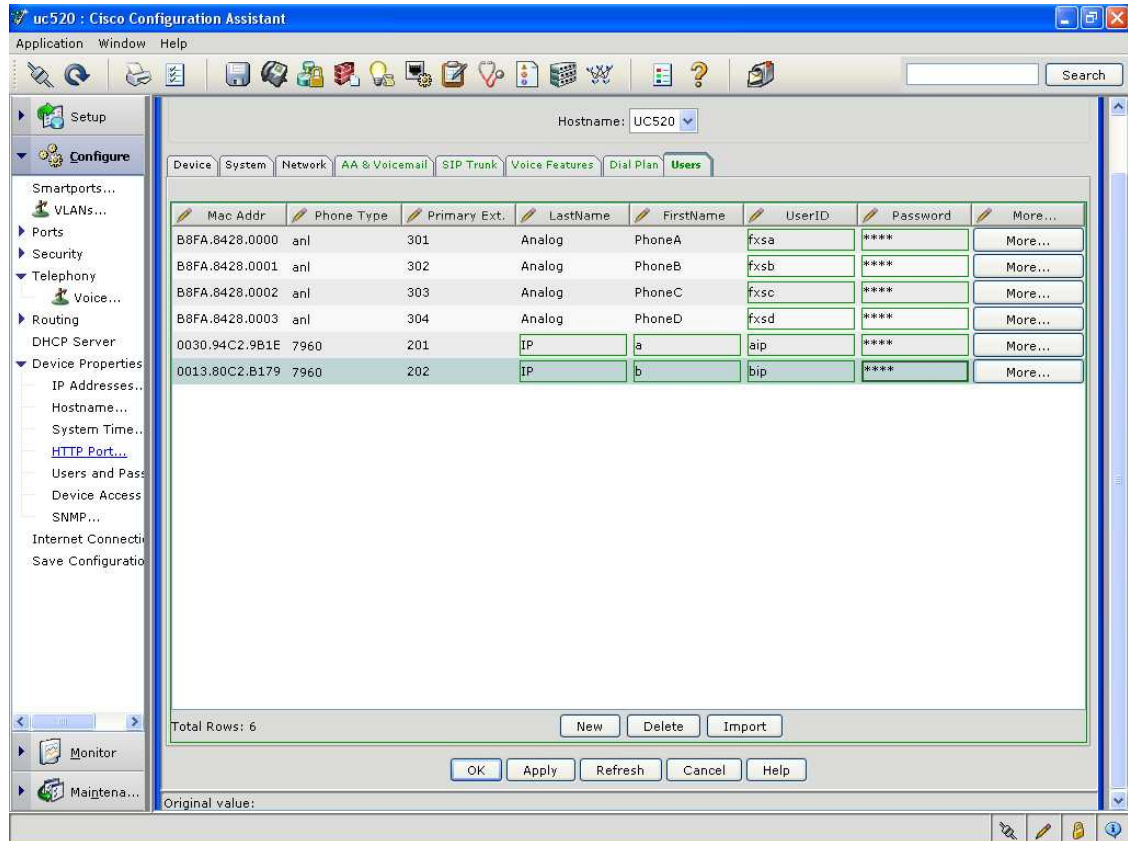 uc520 : Cisco Configuration Assistant
Application Window Help
Search
Setup
Configure
Smartports...
VLANs...
Ports
Security
Telephony
Voice...
Routing
DHCP Server
Device Properties
IP Addresses..
Hostname...
System Time..
HTTP Port...
Users and Pass
Device Access
SNMP...
Internet Connecti
Save Configuratio
Monitor
Maintena...
Hostname: UC520
Device System Network AA & Voicemail SIP Trunk Voice Features Dial Plan Users
Mac Addr Phone Type Primary Ext. LastName FirstName UserID Password More...
B8FA.8428.0000 anl 301 Analog PhoneA fxsa **** More...
B8FA.8428.0001 anl 302 Analog PhoneB fxsb **** More...
B8FA.8428.0002 anl 303 Analog PhoneC fxsc **** More...
B8FA.8428.0003 anl 304 Analog PhoneD fxsd **** More...
0030.94C2.9B1E 7960 201 IP a aip **** More...
0013.80C2.B179 7960 202 IP b bip **** More...
Total Rows: 6 New Delete Import
OK Apply Refresh Cancel Help
Original value: